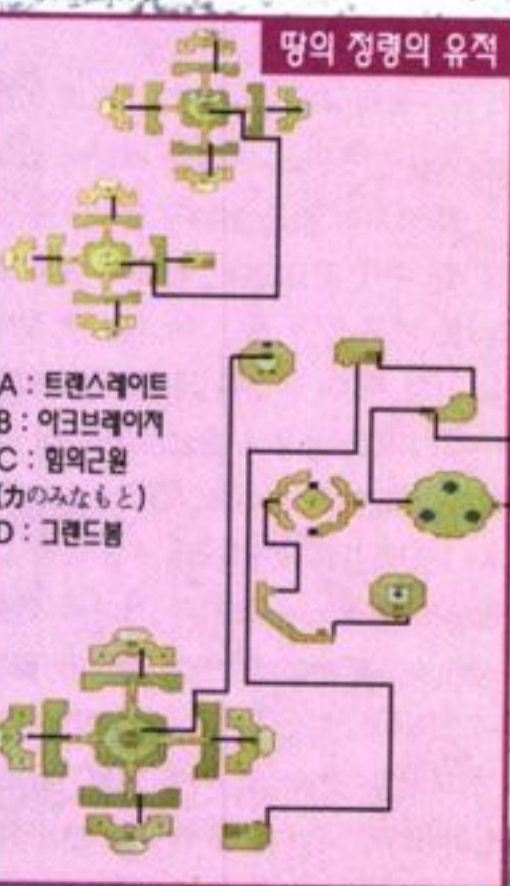 땅의 정령의 유적
A : 트랜스레이트
B : 아크브레이저
C : 힘의근원
(力のみなもと)
D : 그랜드봄